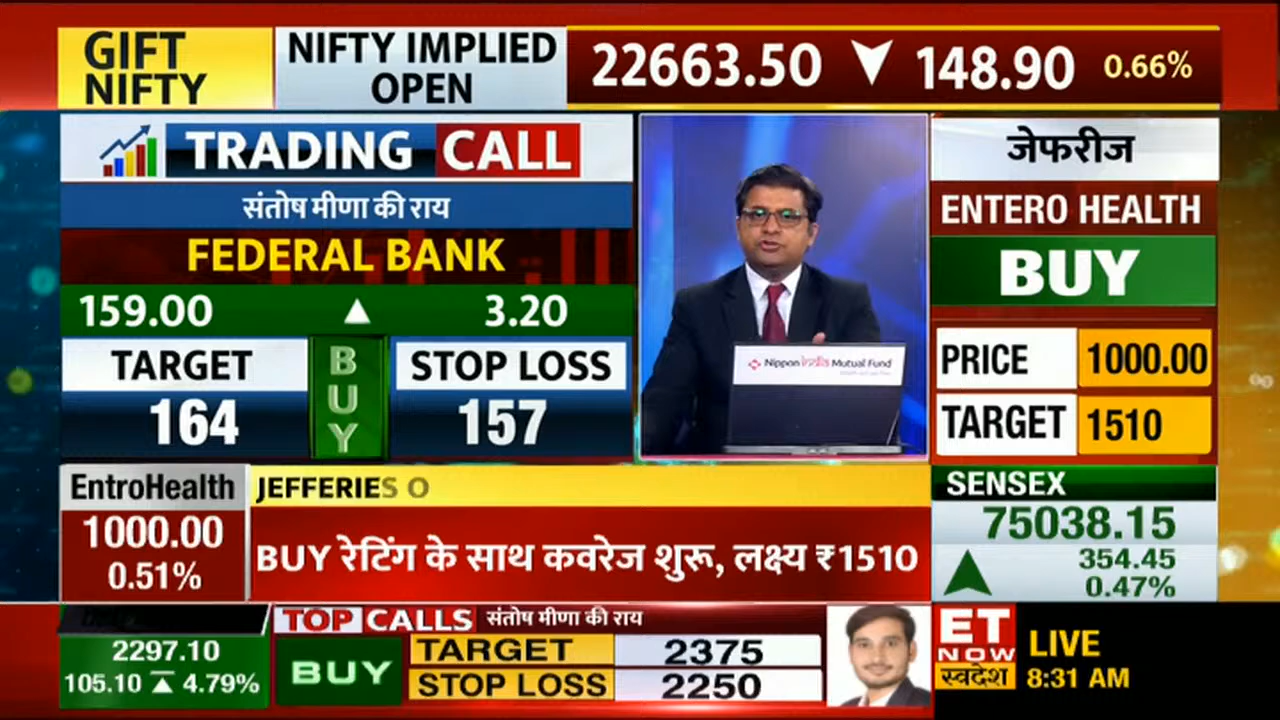 GIFT
NIFTY
NIFTY IMPLIED
OPEN
22663.50 ▼ 148.90 0.66%
TRADING CALL
संतोष मीणा की राय
FEDERAL BANK
159.00 ▲ 3.20
TARGET
164
BUY
STOP LOSS
157
Nippon India Mutual Fund
जेफरीज
ENTERO HEALTH
BUY
PRICE 1000.00
TARGET 1510
EntroHealth
1000.00
0.51%
JEFFERIES O
BUY रेटिंग के साथ कवरेज शुरू, लक्ष्य ₹1510
SENSEX
75038.15
▲ 354.45
0.47%
2297.10
105.10 ▲ 4.79%
TOP CALLS संतोष मीणा की राय
BUY
TARGET 2375
STOP LOSS 2250
ET
NOW
स्वदेश
LIVE
8:31 AM